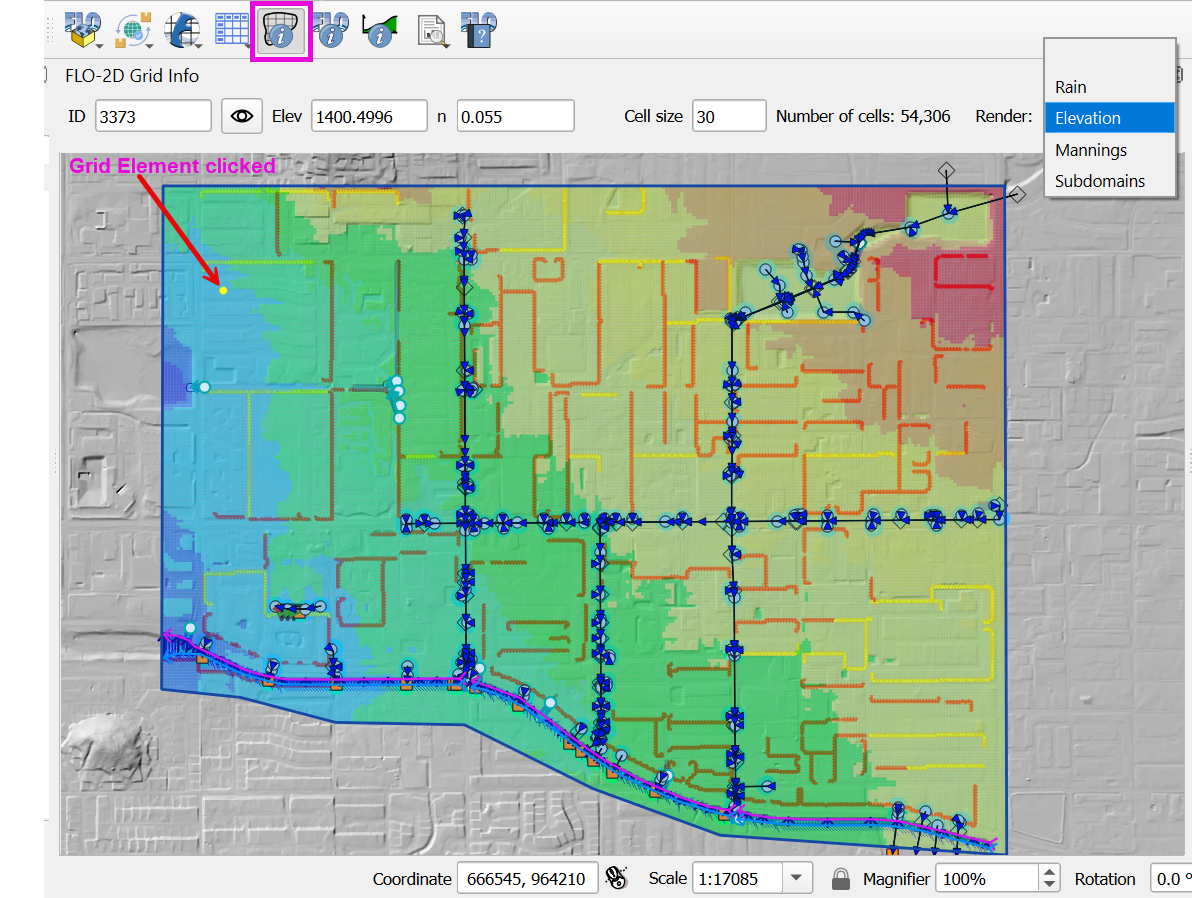 FLO-2D Grid Info
ID 3373 Elev 1400.4996 n 0.055 Cell size 30 Number of cells: 54,306 Render:
Rain
Elevation
Mannings
Subdomains
Grid Element clicked
Coordinate 666545, 964210 Scale 1:17085 Magnifier 100% Rotation 0.0 °